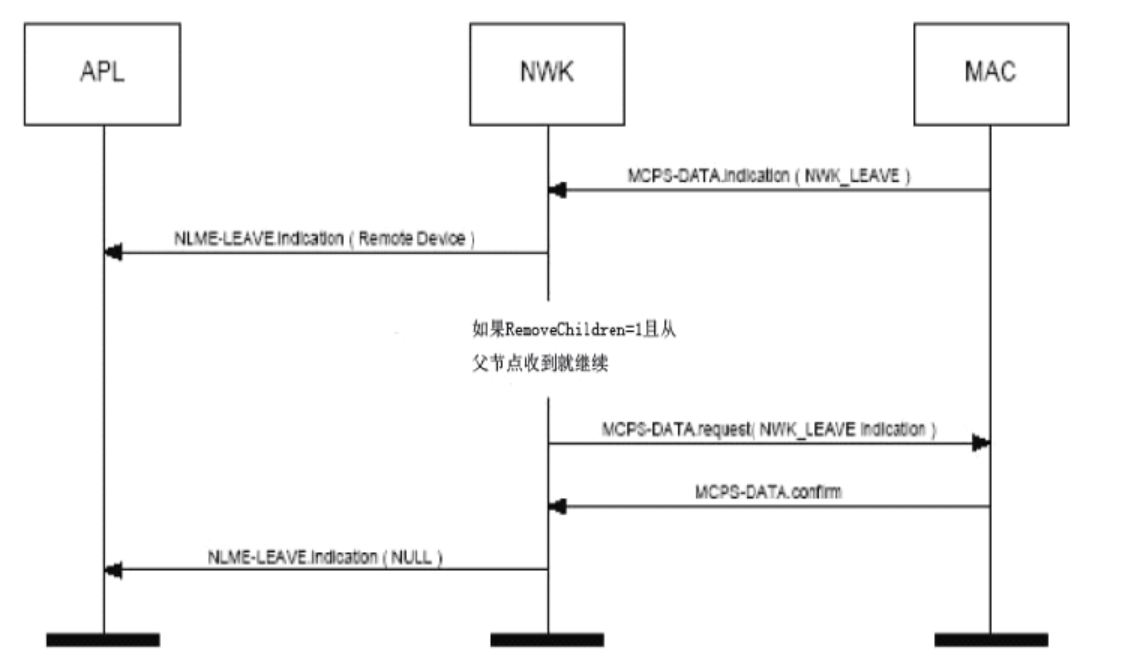 APL
NWK
MAC
MCPS-DATA.indication ( NWK_LEAVE )
NLME-LEAVE.indication ( Remote Device )
如果RemoveChildren=1且从
父节点收到就继续
MCPS-DATA.request( NWK_LEAVE indication )
MCPS-DATA.confirm
NLME-LEAVE.indication ( NULL )